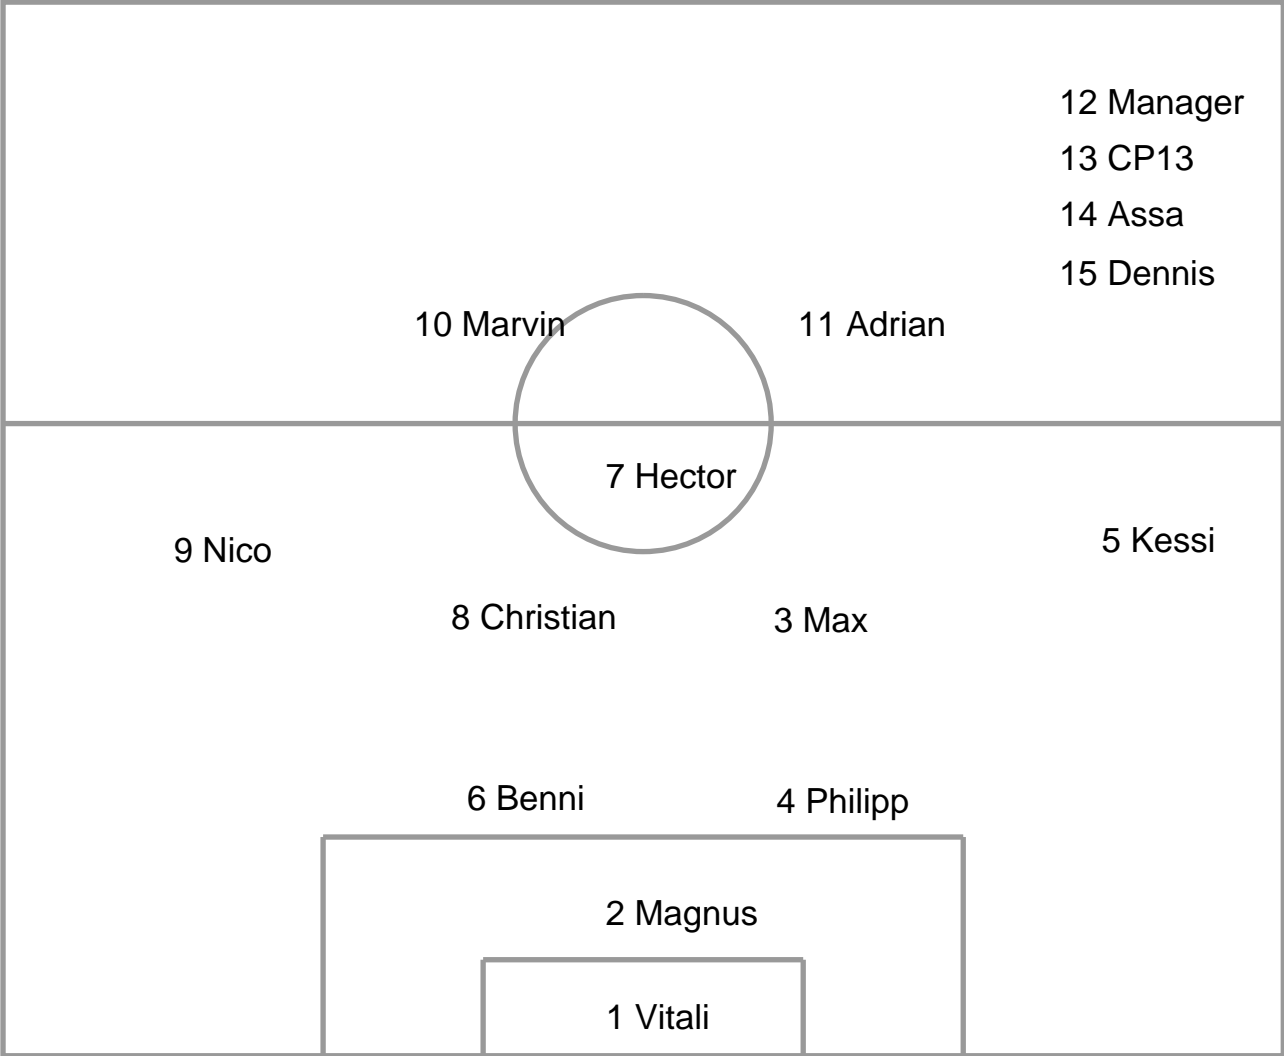 12 Manager
13 CP13
14 Assa
15 Dennis
10 Marvin
11 Adrian
7 Hector
9 Nico
5 Kessi
8 Christian
3 Max
6 Benni
4 Philipp
2 Magnus
1 Vitali